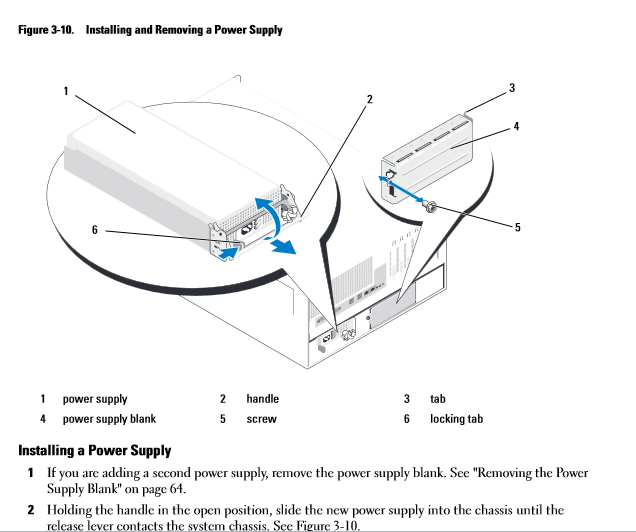 Figure 3-10. Installing and Removing a Power Supply
1
2
3
4
5
6
1 power supply 2 handle 3 tab
4 power supply blank 5 screw 6 locking tab
Installing a Power Supply
1 If you are adding a second power supply, remove the power supply blank. See "Removing the Power
Supply Blank" on page 64.
2 Holding the handle in the open position, slide the new power supply into the chassis until the
release lever contacts the system chassis. See Figure 3-10.